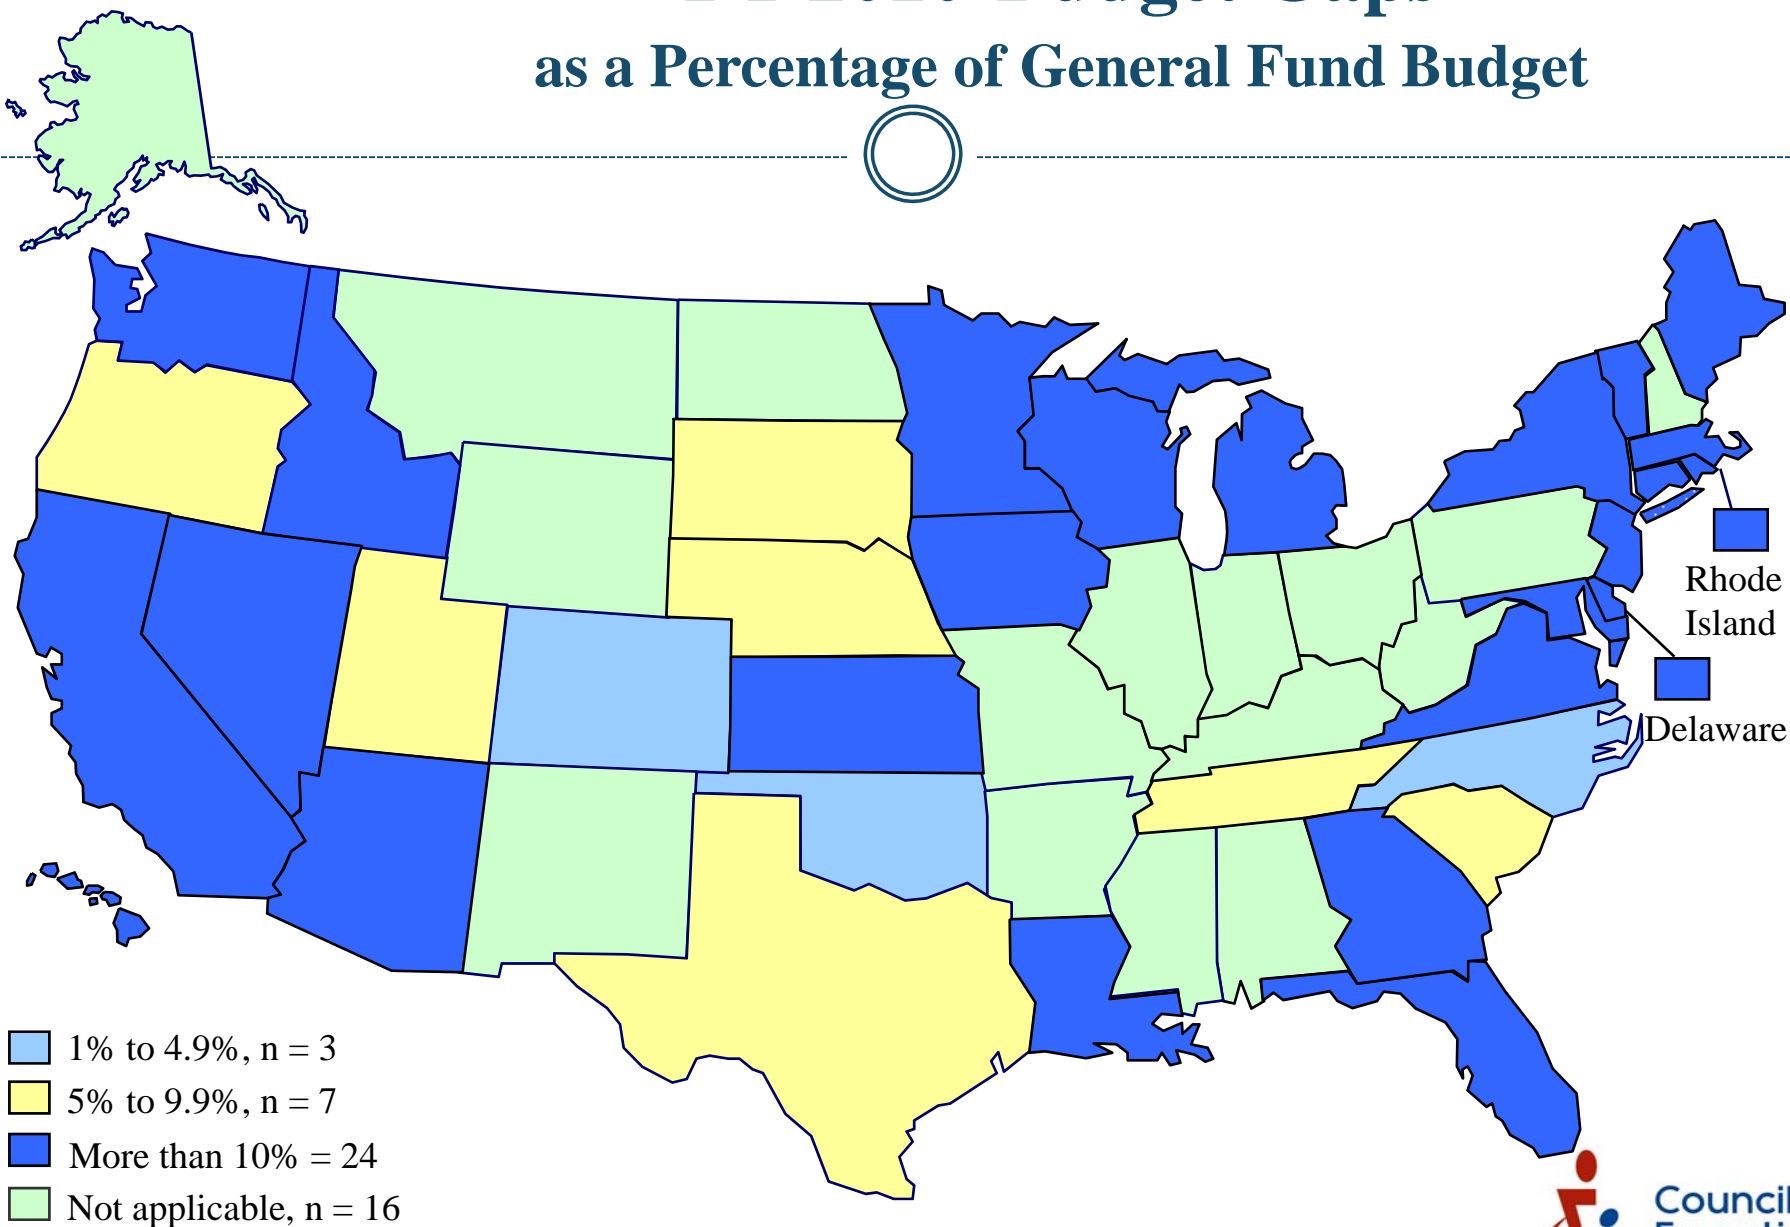 as a Percentage of General Fund Budget
Rhode
Island
Delaware
1% to 4.9%, n = 3
5% to 9.9%, n = 7
More than 10% = 24
Not applicable, n = 16
Council